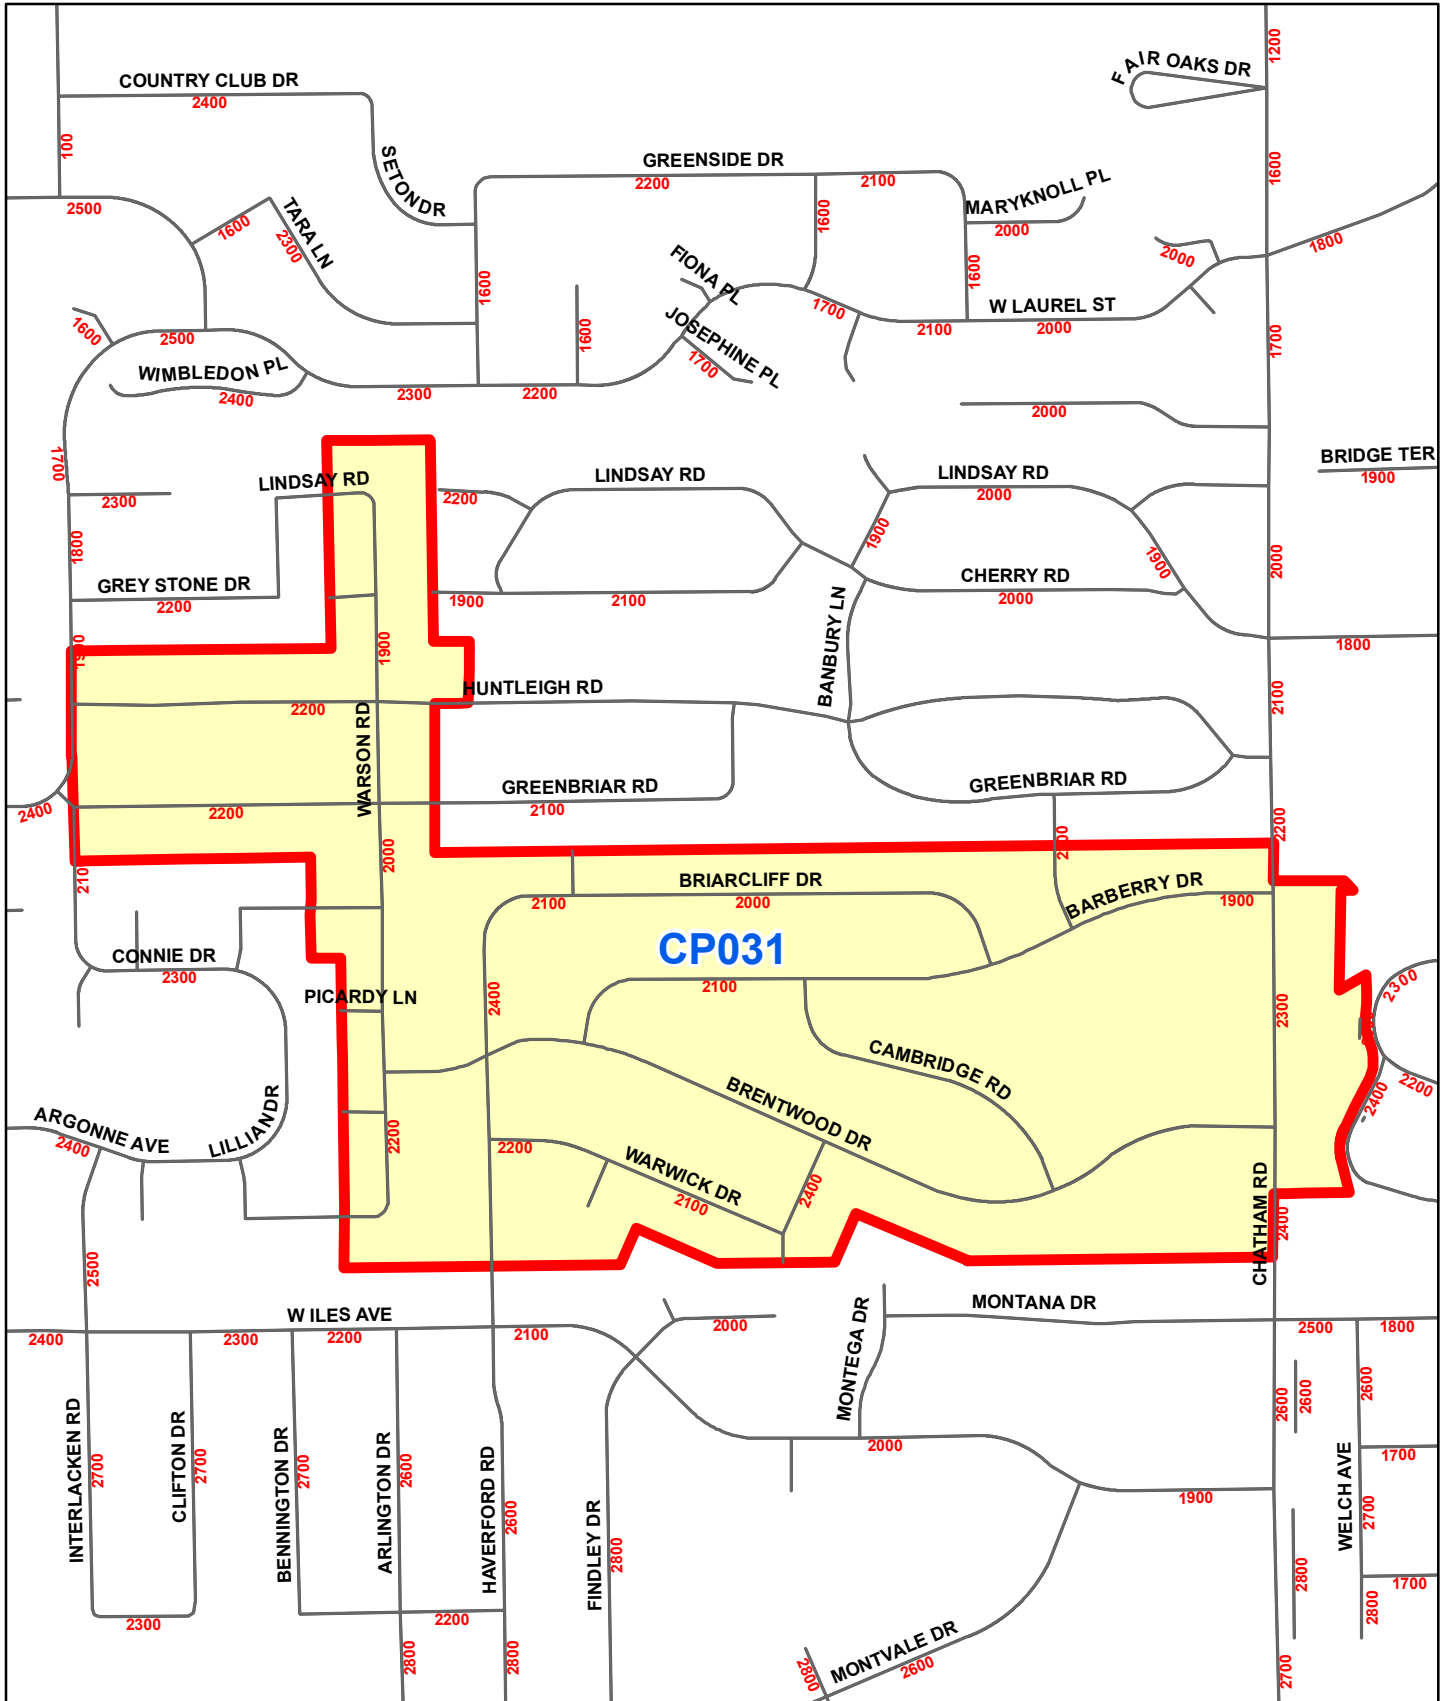 1200
FAIR OAKS DR
COUNTRY CLUB DR
2400
100
SETON DR
GREENSIDE DR
2200
2100
1600
MARYKNOLL PL
2000
2500
1600
TARA LN
2300
1600
1600
FIONA PL
2000
1800
1600
1700
W LAUREL ST
2100
2000
1600
2500
1600
JOSEPHINE PL
1700
1700
WIMBLEDON PL
2400
2300
2200
2000
1700
BRIDGE TER
1900
LINDSAY RD
2300
2200
LINDSAY RD
LINDSAY RD
2000
1800
1900
1900
2000
GREY STONE DR
2200
1900
2100
CHERRY RD
2000
BANBURY LN
1900
1900
1800
HUNTLEIGH RD
2200
2100
WARSON RD
GREENBRIAR RD
2100
GREENBRIAR RD
2400
2200
2200
2000
210
BRIARCLIFF DR
2100
2000
BARBERRY DR
1900
CP031
CONNIE DR
2300
PICARDY LN
2400
2100
2300
2300
CAMBRIDGE RD
2200
2400
BRENTWOOD DR
ARGONNE AVE
2400
LILLIAN DR
2200
2200
WARWICK DR
2100
2400
CHATHAM RD
2400
2500
W ILES AVE
2400
2300
2200
2100
2000
MONTEGA DR
MONTANA DR
2500
1800
INTERLACKEN RD
2700
CLIFTON DR
2700
BENNINGTON DR
2700
ARLINGTON DR
2600
HAVERFORD RD
2600
FINDLEY DR
2800
2000
1900
2600
2600
2600
WELCH AVE
1700
2700
2800
1700
2800
2300
2200
2800
2800
2800
MONTVALE DR
2600
2700